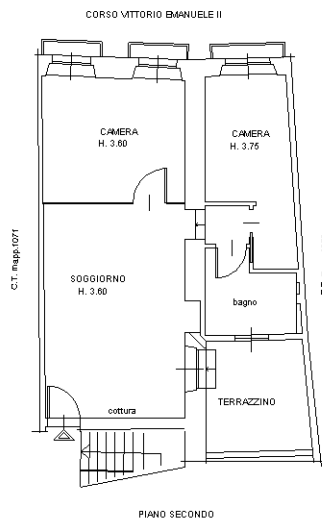 CORSO VITTORIO EMANUELE II
CAMERA
H. 3.60
CAMERA
H. 3.75
C.T. mapp.1071
SOGGIORNO
H. 3.60
bagno
cottura
TERRAZZINO
PIANO SECONDO